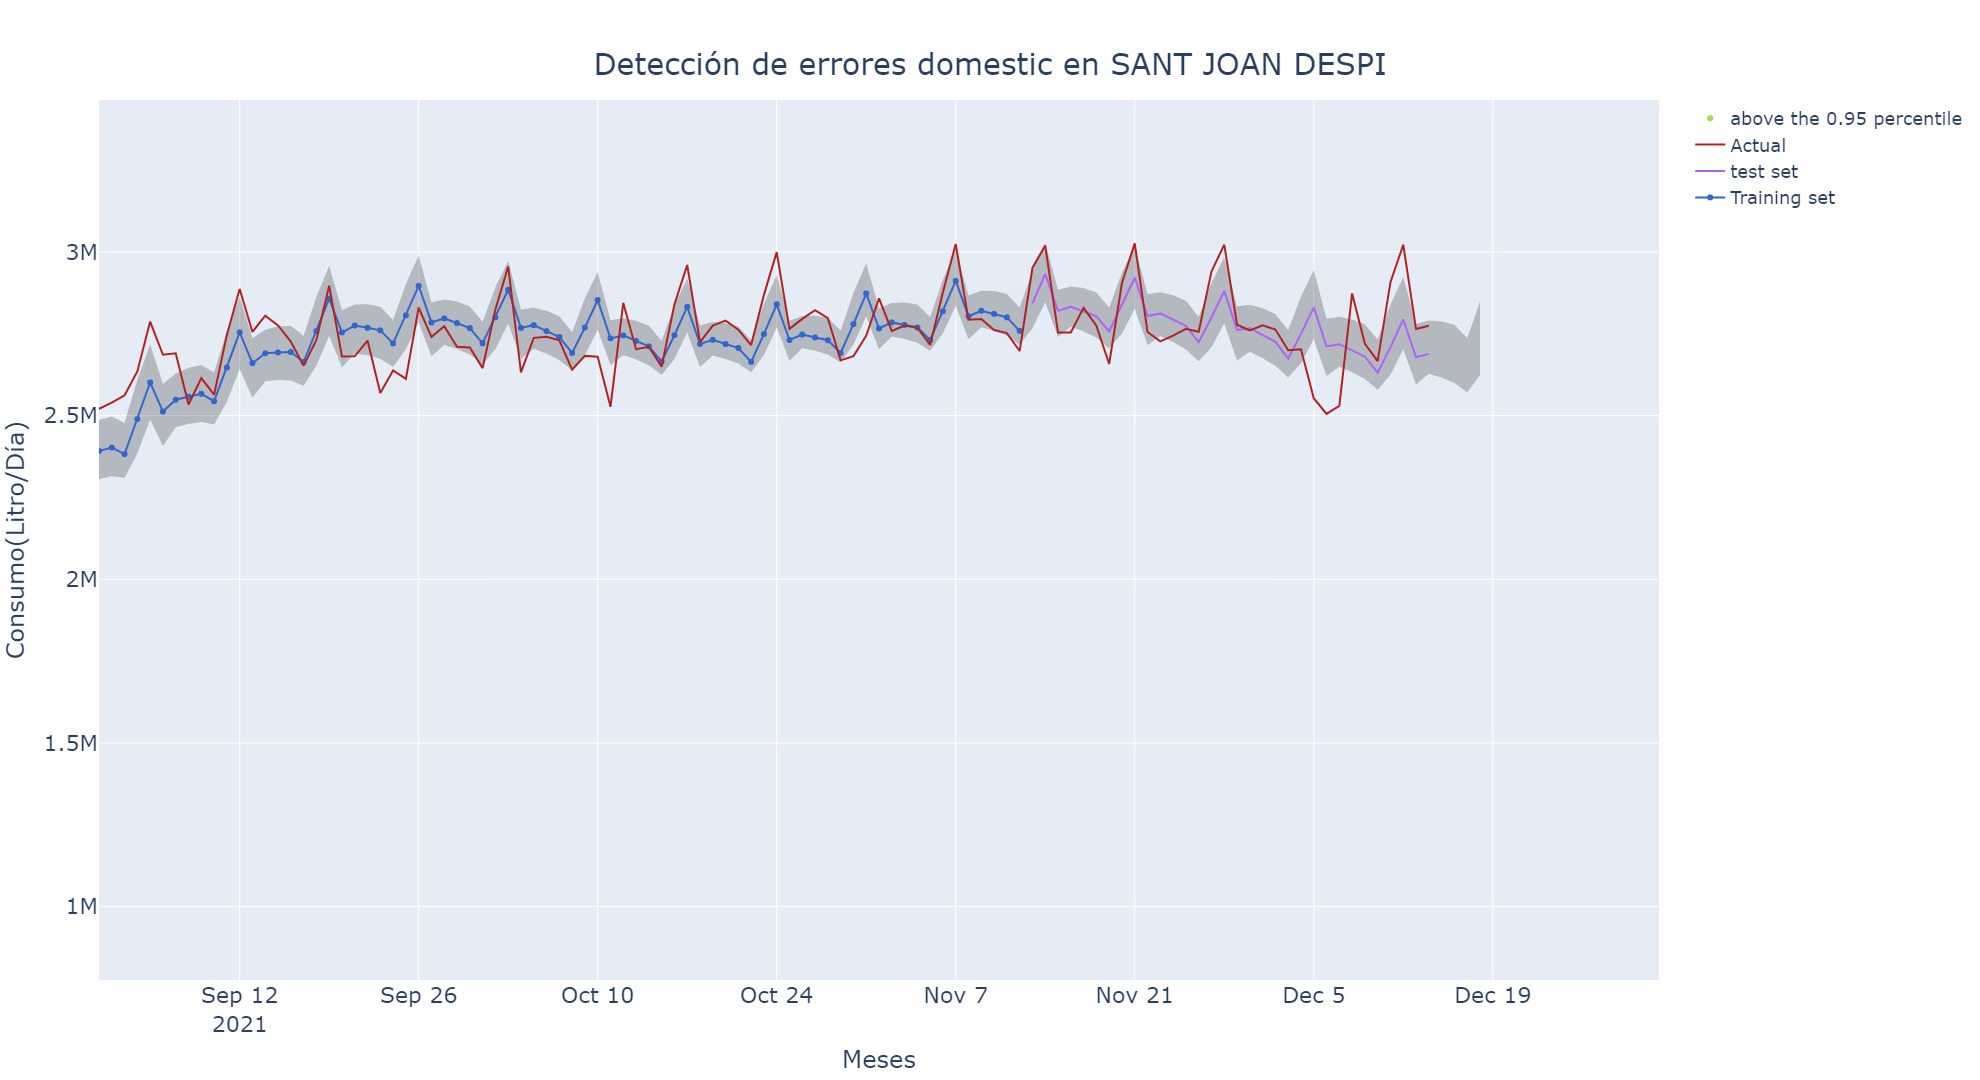 Detección de errores domestic en SANT JOAN DESPI
above the 0.95 percentile
Actual
test set
Training set
3M
2.5M
2M
1.5M
1M
Consumo(Litro/Día)
Sep 12
2021
Sep 26
Oct 10
Oct 24
Nov 7
Nov 21
Dec 5
Dec 19
Meses